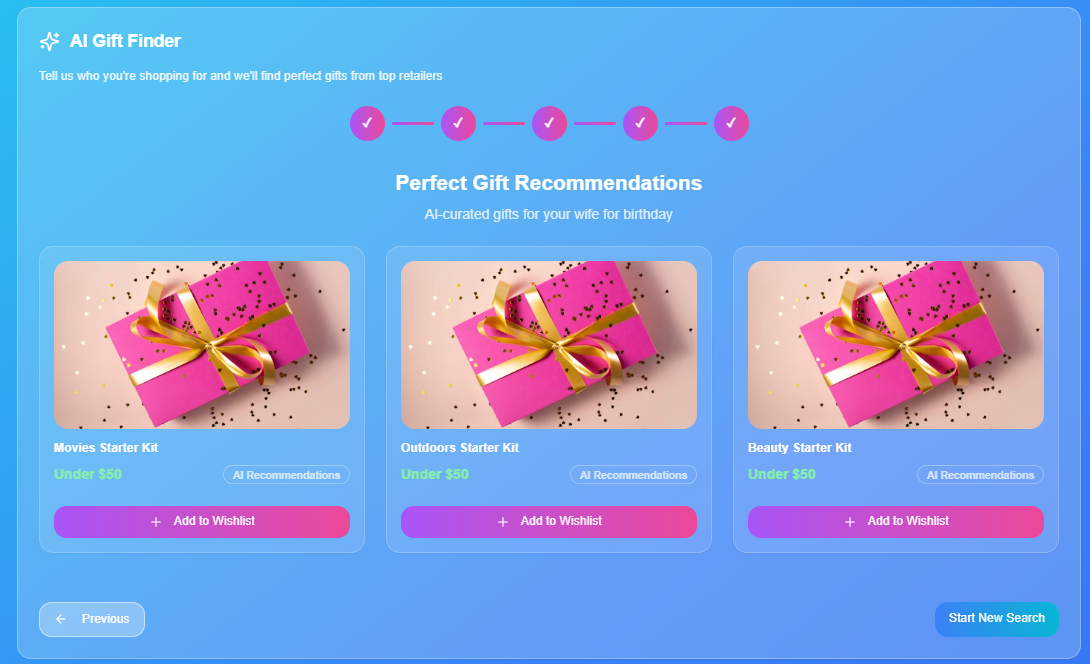 AI Gift Finder
Tell us who you're shopping for and we'll find perfect gifts from top retailers
Perfect Gift Recommendations
AI-curated gifts for your wife for birthday
Movies Starter Kit
Under $50
AI Recommendations
Add to Wishlist
Outdoors Starter Kit
Under $50
AI Recommendations
Add to Wishlist
Beauty Starter Kit
Under $50
AI Recommendations
Add to Wishlist
Previous
Start New Search